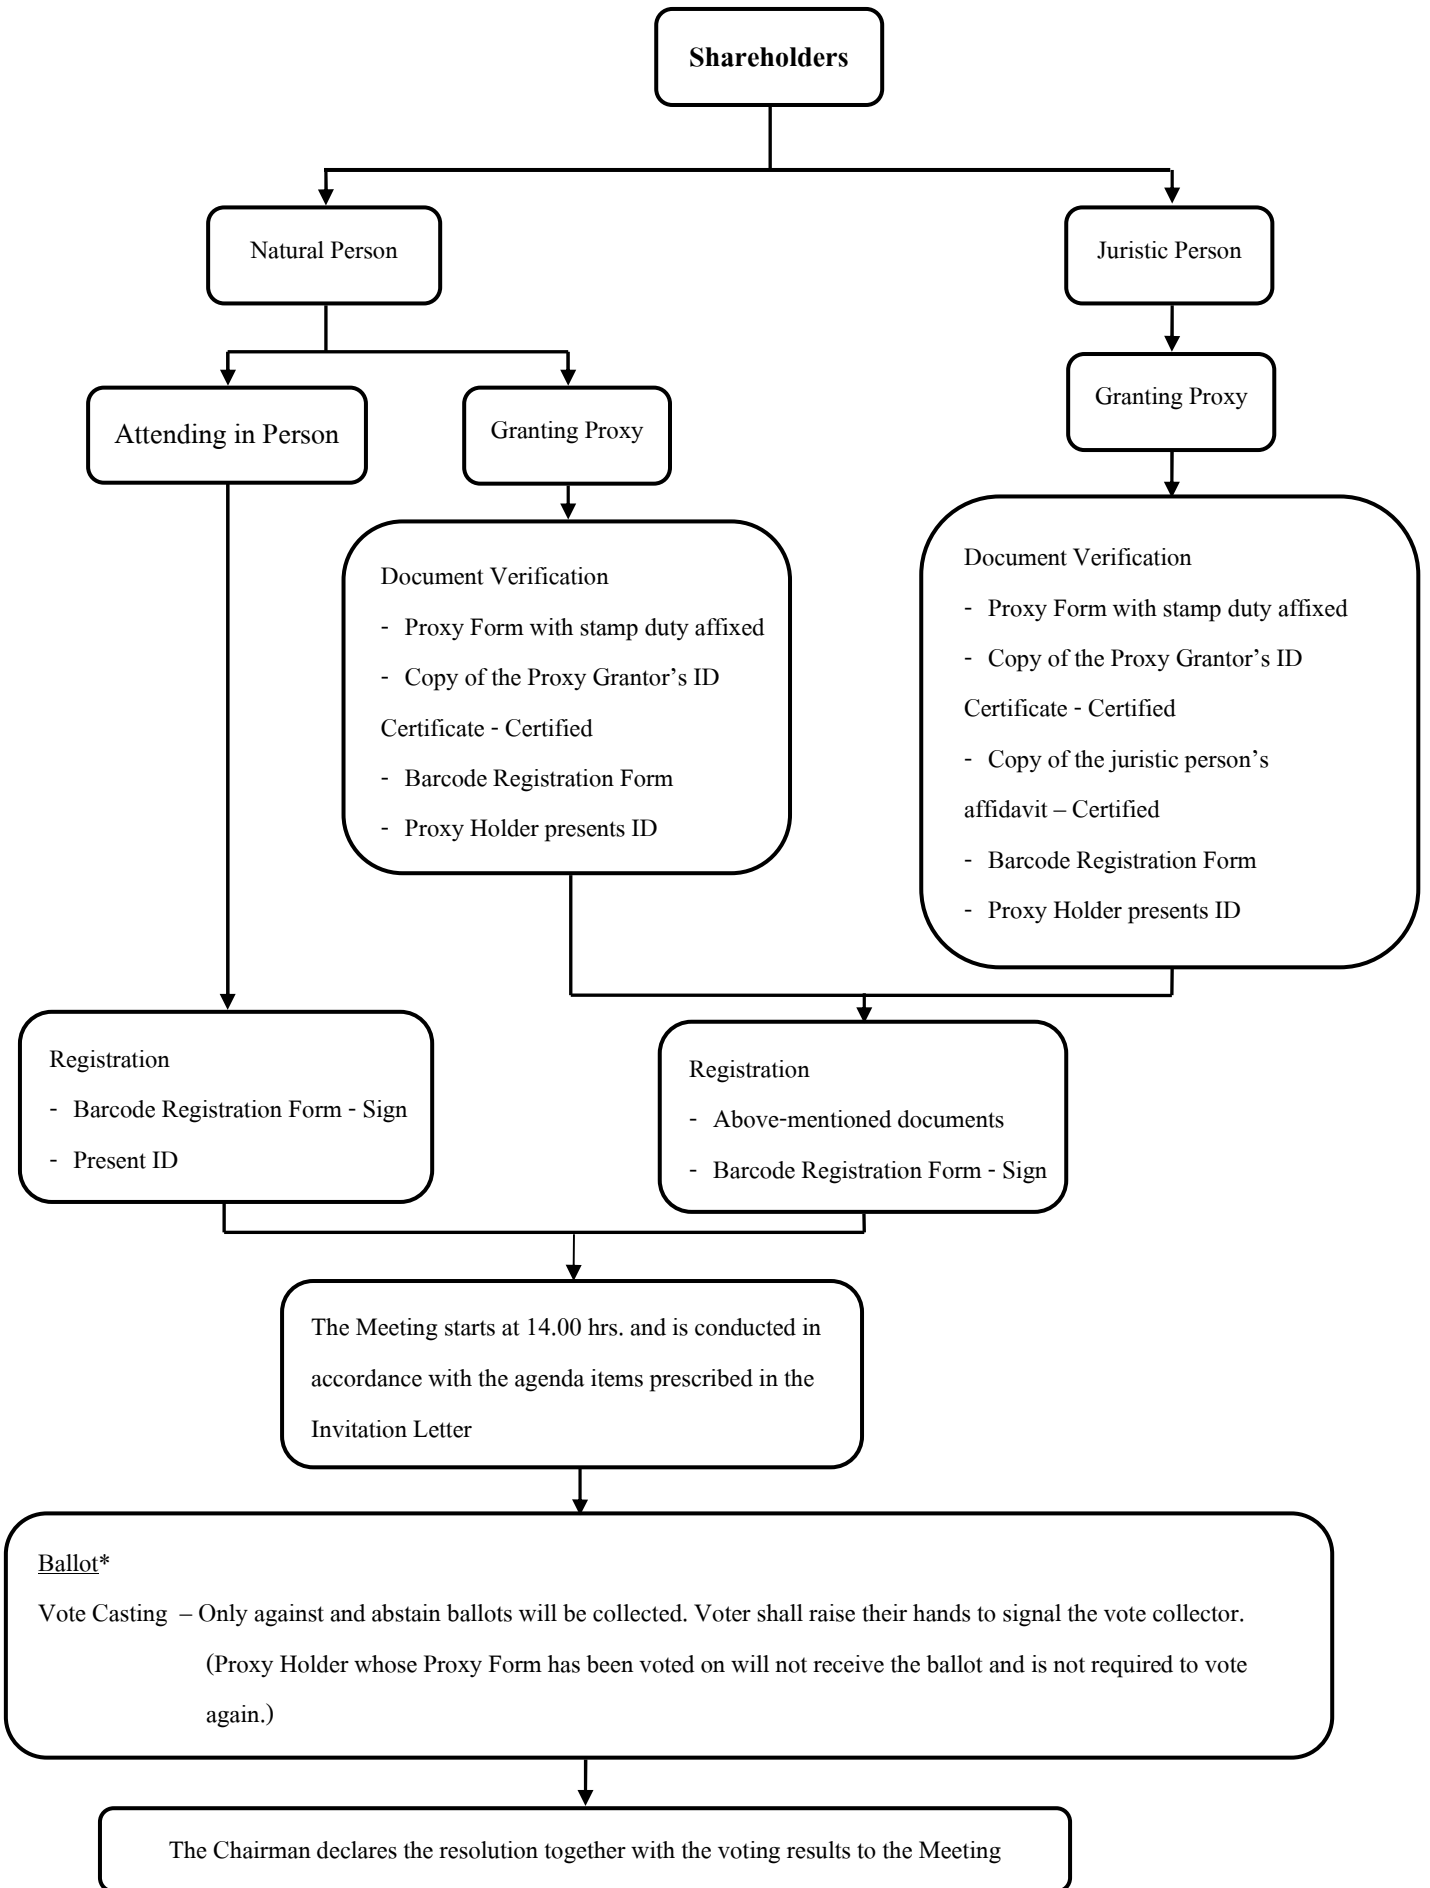 Shareholders
Natural Person
Juristic Person
Attending in Person
Granting Proxy
Granting Proxy
Document Verification
- Proxy Form with stamp duty affixed
- Copy of the Proxy Grantor’s ID
Certificate - Certified
- Barcode Registration Form
- Proxy Holder presents ID
Document Verification
- Proxy Form with stamp duty affixed
- Copy of the Proxy Grantor’s ID
Certificate - Certified
- Copy of the juristic person’s
affidavit – Certified
- Barcode Registration Form
- Proxy Holder presents ID
Registration
- Barcode Registration Form - Sign
- Present ID
Registration
- Above-mentioned documents
- Barcode Registration Form - Sign
The Meeting starts at 14.00 hrs. and is conducted in
accordance with the agenda items prescribed in the
Invitation Letter
Ballot*
Vote Casting – Only against and abstain ballots will be collected. Voter shall raise their hands to signal the vote collector.
(Proxy Holder whose Proxy Form has been voted on will not receive the ballot and is not required to vote
again.)
The Chairman declares the resolution together with the voting results to the Meeting